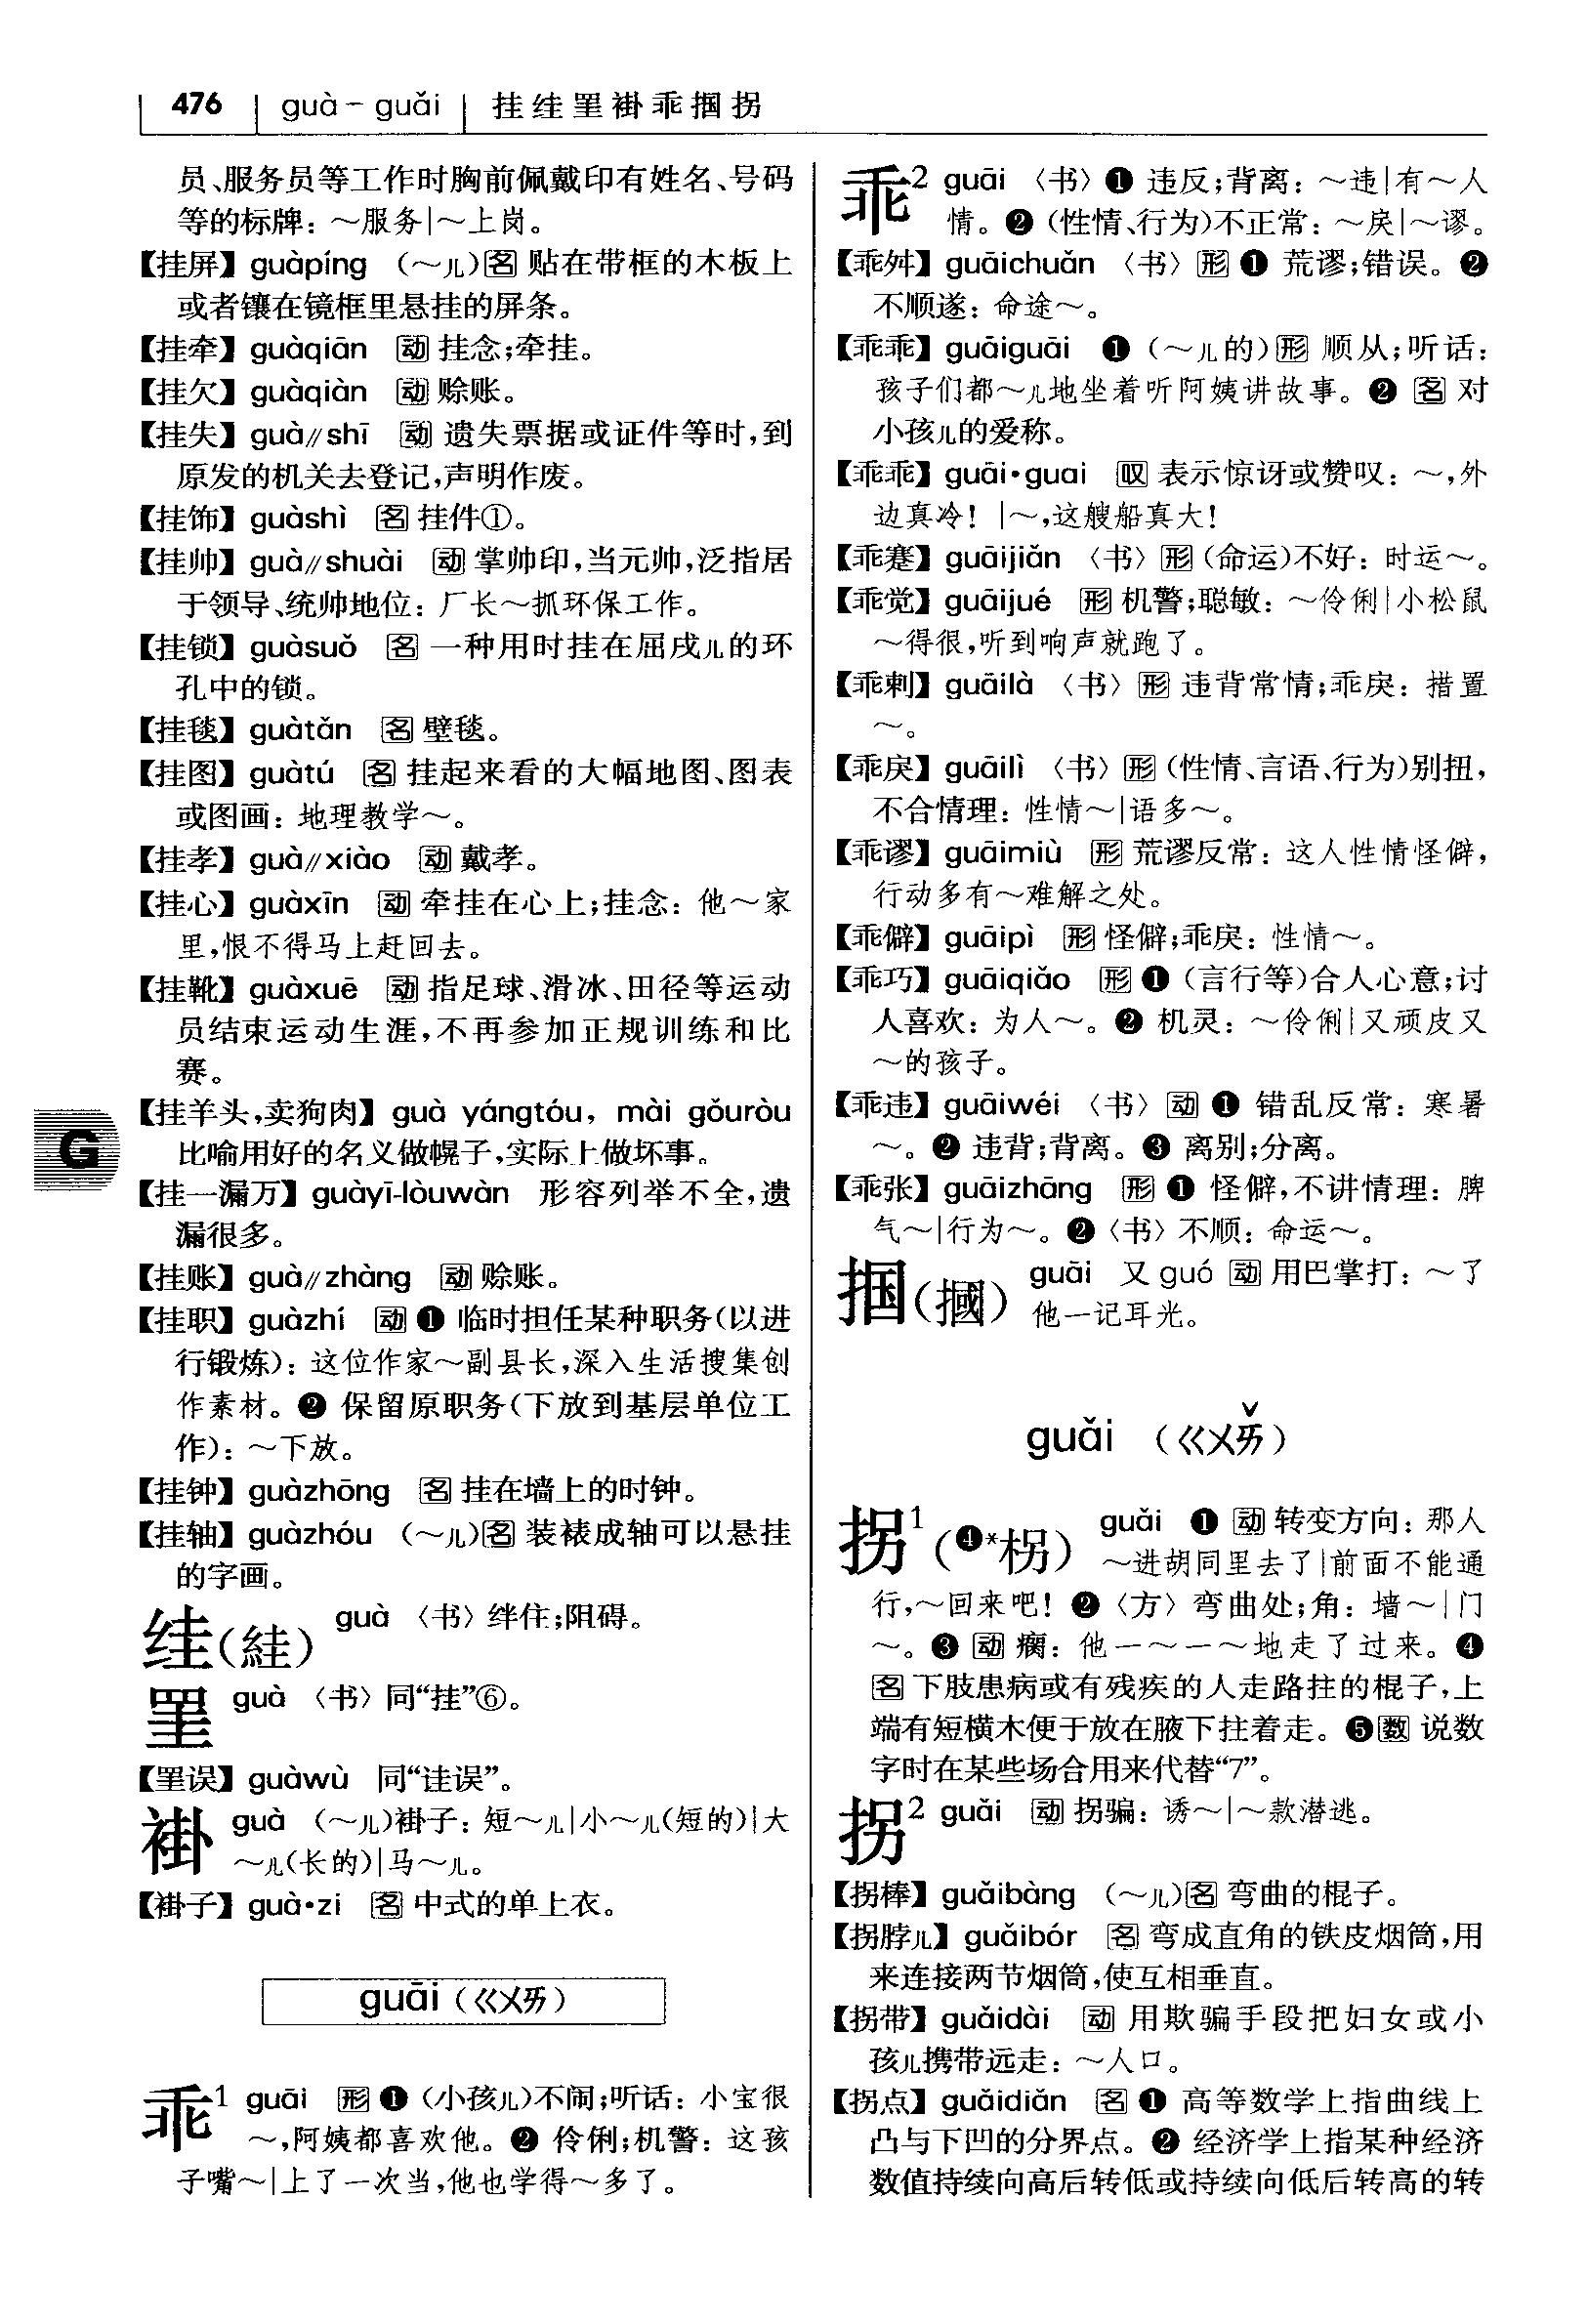 476 guà－guǎi 挂絓罣褂乖掴拐
员、服务员等工作时胸前佩戴印有姓名、号码
等的标牌：～服务|～上岗。
【挂屏】guàpíng （～儿）名 贴在带框的木板上
或者镶在镜框里悬挂的屏条。
【挂牵】guàqiān 动 挂念；牵挂。
【挂欠】guàqiàn 动 赊账。
【挂失】guà∥shī 动 遗失票据或证件等时，到
原发的机关去登记，声明作废。
【挂饰】guàshì 名 挂件①。
【挂帅】guà∥shuài 动 掌帅印，当元帅，泛指居
于领导、统帅地位：厂长～抓环保工作。
【挂锁】guàsuǒ 名 一种用时挂在屈戌儿的环
孔中的锁。
【挂毯】guàtǎn 名 壁毯。
【挂图】guàtú 名 挂起来看的大幅地图、图表
或图画：地理教学～。
【挂孝】guà∥xiào 动 戴孝。
【挂心】guàxīn 动 牵挂在心上；挂念：他～家
里，恨不得马上赶回去。
【挂靴】guàxuē 动 指足球、滑冰、田径等运动
员结束运动生涯，不再参加正规训练和比
赛。
【挂羊头，卖狗肉】guà yángtóu，mài gǒuròu
比喻用好的名义做幌子，实际上做坏事。
【挂一漏万】guàyī-lòuwàn 形容列举不全，遗
漏很多。
【挂账】guà∥zhàng 动 赊账。
【挂职】guàzhí 动 ❶ 临时担任某种职务（以进
行锻炼）：这位作家～副县长，深入生活搜集创
作素材。❷ 保留原职务（下放到基层单位工
作）：～下放。
【挂钟】guàzhōng 名 挂在墙上的时钟。
【挂轴】guàzhóu （～儿）名 装裱成轴可以悬挂
的字画。
𫄤（絓） guà 〈书〉绊住；阻碍。
罣 guà 〈书〉同“挂”⑥。
【罣误】guàwù 同“诖误”。
褂 guà （～儿）褂子：短～儿|小～儿（短的）|大
～儿（长的）|马～儿。
【褂子】guà·zi 名 中式的单上衣。
guāi（ㄍㄨㄞ）
乖1 guāi 形 ❶（小孩儿）不闹；听话：小宝很
～，阿姨都喜欢他。❷ 伶俐；机警：这孩
子嘴～|上了一次当，他也学得～多了。
乖2 guāi 〈书〉❶ 违反；背离：～违|有～人
情。❷（性情、行为）不正常：～戾|～谬。
【乖舛】guāichuǎn 〈书〉形 ❶ 荒谬；错误。❷
不顺遂：命途～。
【乖乖】guāiguāi ❶（～儿的）形 顺从；听话：
孩子们都～儿地坐着听阿姨讲故事。❷ 名 对
小孩儿的爱称。
【乖乖】guāi·guai 叹 表示惊讶或赞叹：～，外
边真冷！|～，这艘船真大！
【乖蹇】guāijiǎn 〈书〉形（命运）不好：时运～。
【乖觉】guāijué 形 机警；聪敏：～伶俐|小松鼠
～得很，听到响声就跑了。
【乖剌】guāilà 〈书〉形 违背常情；乖戾：措置
～。
【乖戾】guāilì 〈书〉形（性情、言语、行为）别扭，
不合情理：性情～|语多～。
【乖谬】guāimiù 形 荒谬反常：这人性情怪僻，
行动多有～难解之处。
【乖僻】guāipì 形 怪僻；乖戾：性情～。
【乖巧】guāiqiǎo 形 ❶（言行等）合人心意；讨
人喜欢：为人～。❷ 机灵：～伶俐|又顽皮又
～的孩子。
【乖违】guāiwéi 〈书〉动 ❶ 错乱反常：寒暑
～。❷ 违背；背离。❸ 离别；分离。
【乖张】guāizhāng 形 ❶ 怪僻，不讲情理：脾
气～|行为～。❷〈书〉不顺：命运～。
掴（摑） guāi 又 guó 动 用巴掌打：～了
他一记耳光。
guǎi （ㄍㄨㄞˇ）
拐1（❹*枴） guǎi ❶ 动 转变方向：那人
～进胡同里去了|前面不能通
行，～回来吧！❷〈方〉弯曲处；角：墙～|门
～。❸ 动 瘸：他一～一～地走了过来。❹
名 下肢患病或有残疾的人走路拄的棍子，上
端有短横木便于放在腋下拄着走。❺数 说数
字时在某些场合用来代替“7”。
拐2 guǎi 动 拐骗：诱～|～款潜逃。
【拐棒】guǎibàng （～儿）名 弯曲的棍子。
【拐脖儿】guǎibór 名 弯成直角的铁皮烟筒，用
来连接两节烟筒，使互相垂直。
【拐带】guǎidài 动 用欺骗手段把妇女或小
孩儿携带远走：～人口。
【拐点】guǎidiǎn 名 ❶ 高等数学上指曲线上
凸与下凹的分界点。❷ 经济学上指某种经济
数值持续向高后转低或持续向低后转高的转
G